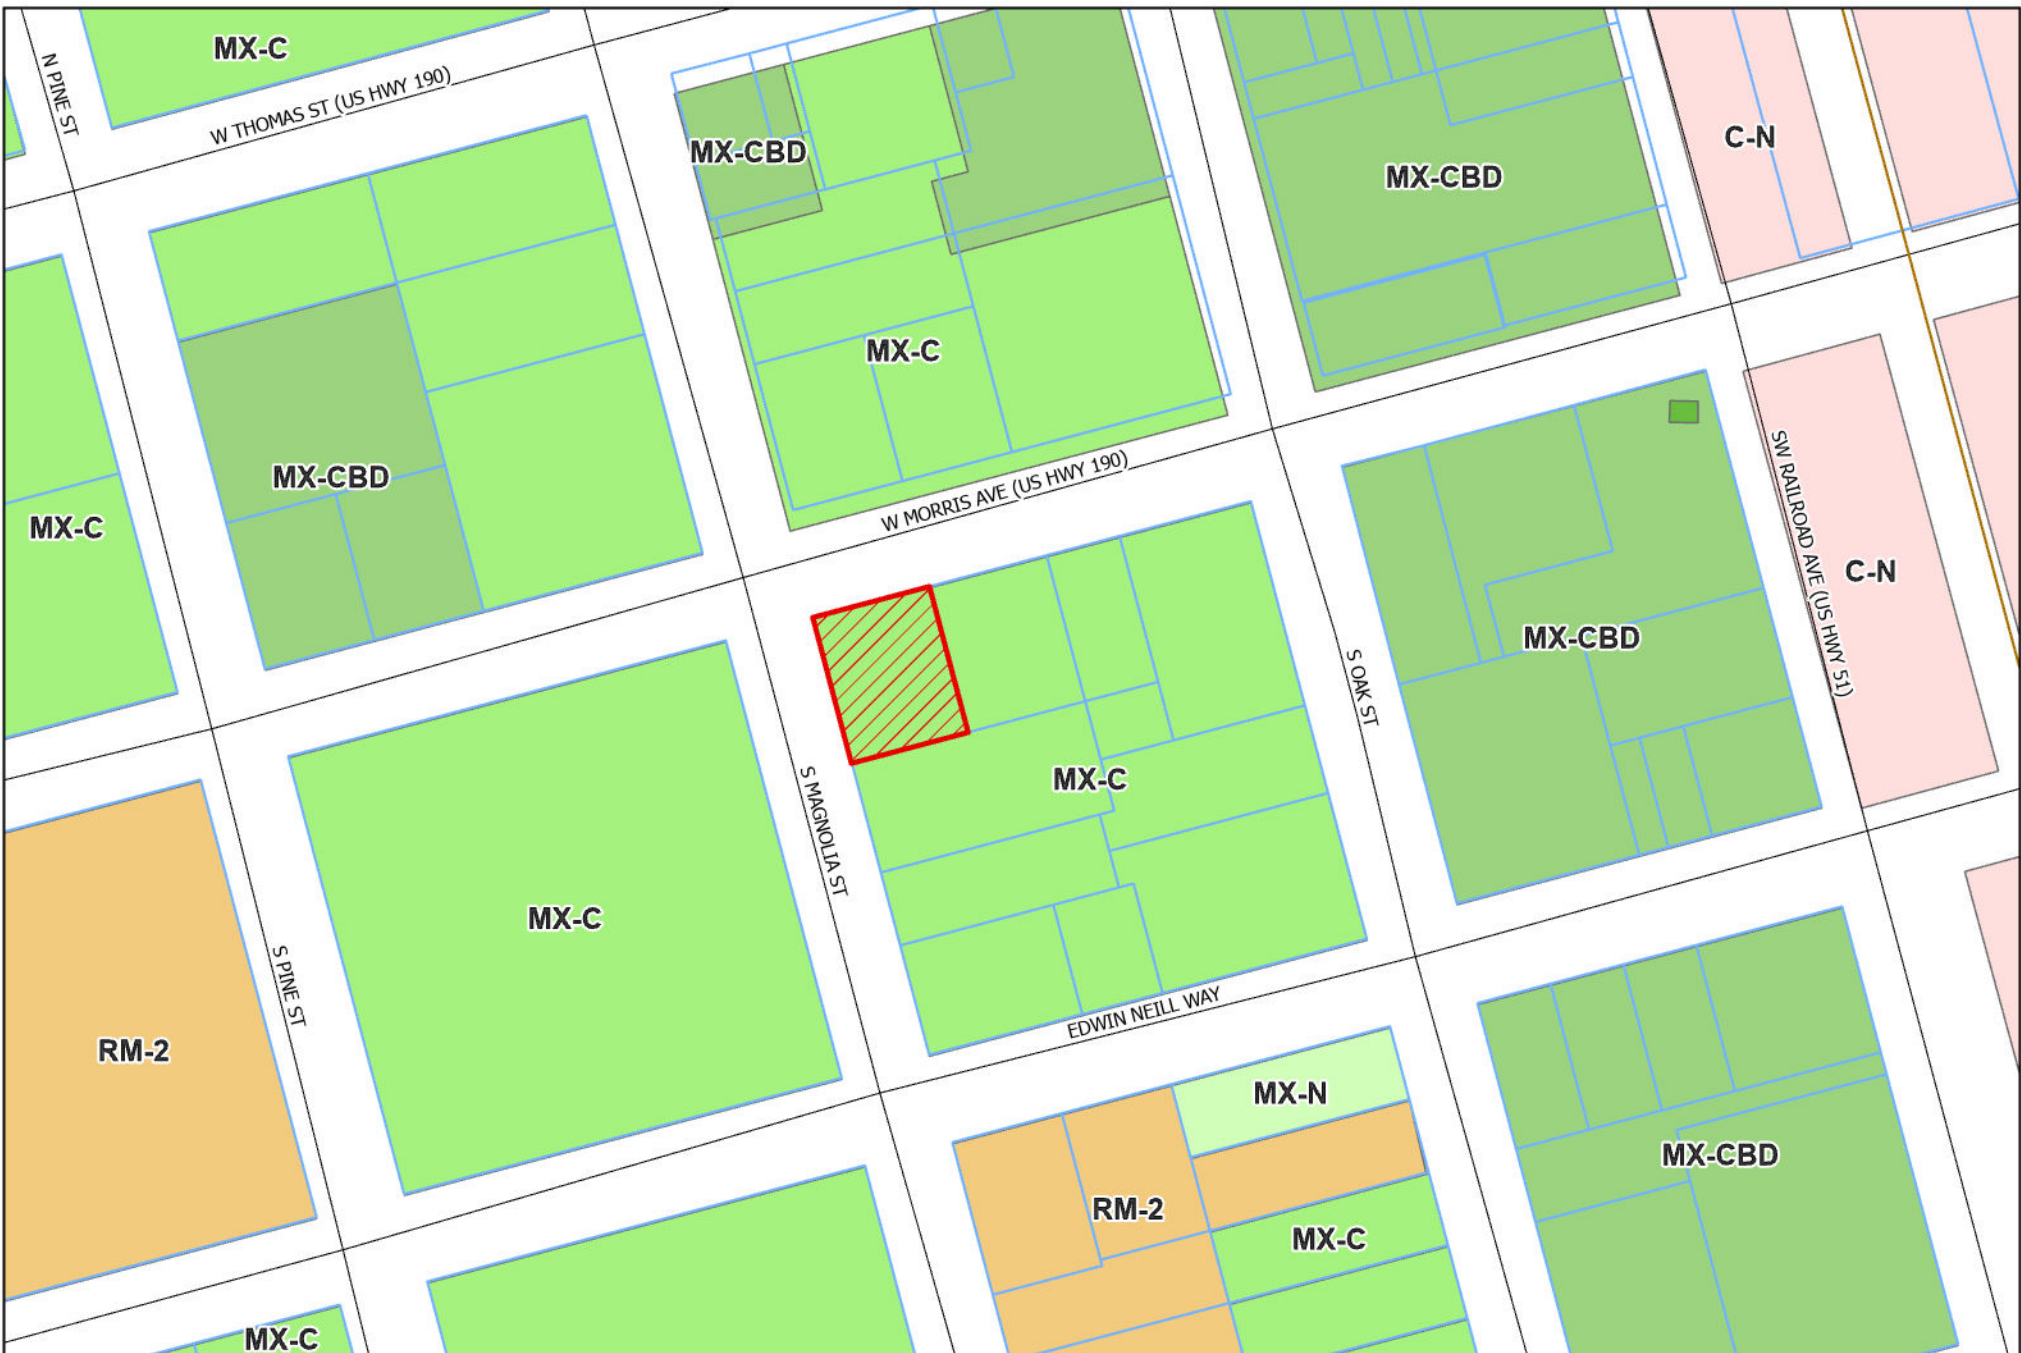 MX-C
N PINE ST
W THOMAS ST (US HWY 190)
MX-CBD
MX-CBD
C-N
MX-C
MX-CBD
MX-C
W MORRIS AVE (US HWY 190)
SW RAILROAD AVE (US HWY 51)
C-N
MX-CBD
S OAK ST
MX-C
S MAGNOLIA ST
MX-C
S PINE ST
EDWIN NEILL WAY
RM-2
MX-N
MX-CBD
RM-2
MX-C
MX-C